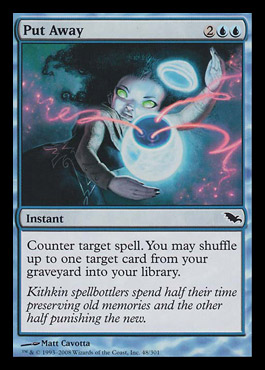 Put Away 2
Instant
Counter target spell. You may shuffle
up to one target card from your
graveyard into your library.
Kithkin spellbottlers spend half their time
preserving old memories and the other
half punishing the new.
Matt Cavotta
™ & © 1993-2008 Wizards of the Coast, Inc. 48/301